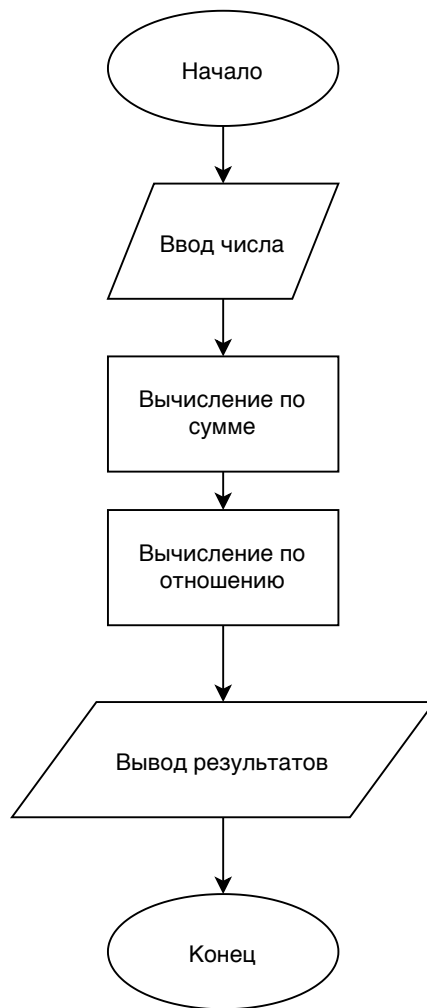 Начало
Ввод числа
Вычисление по
сумме
Вычисление по
отношению
Вывод результатов
Конец